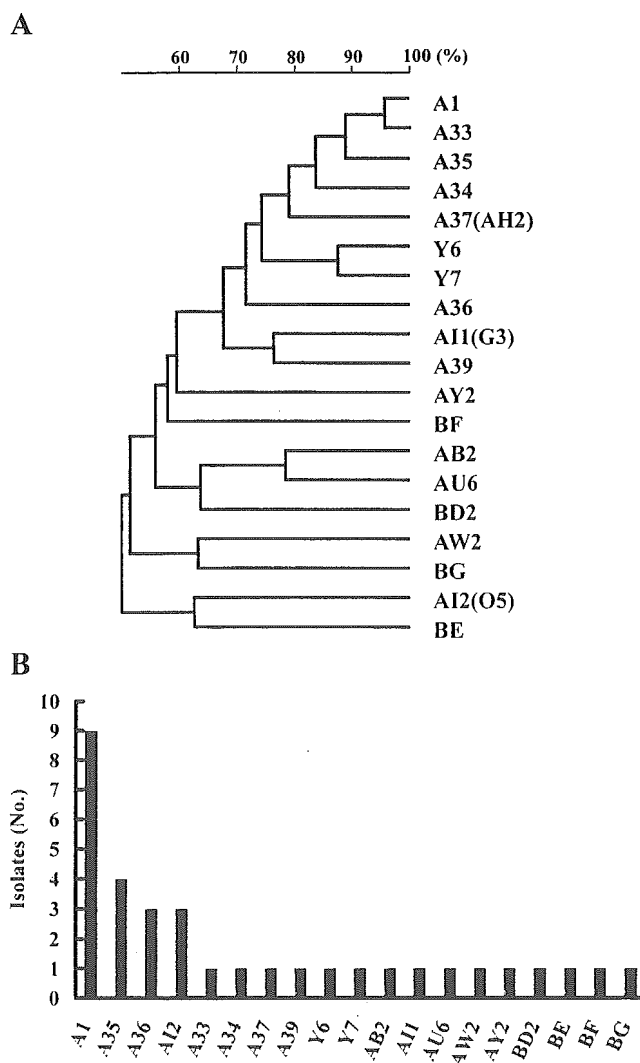 A
60 70 80 90 100 (%)
A1
A33
A35
A34
A37(AH2)
Y6
Y7
A36
AI1(G3)
A39
AY2
BF
AB2
AU6
BD2
AW2
BG
AI2(O5)
BE
B
Isolates (No.)
10
9
8
7
6
5
4
3
2
1
0
A1 A35 A36 AI2 A33 A34 A37 A39 Y6 Y7 AB2 AI1 AU6 AW2 AY2 BD2 BE BF BG